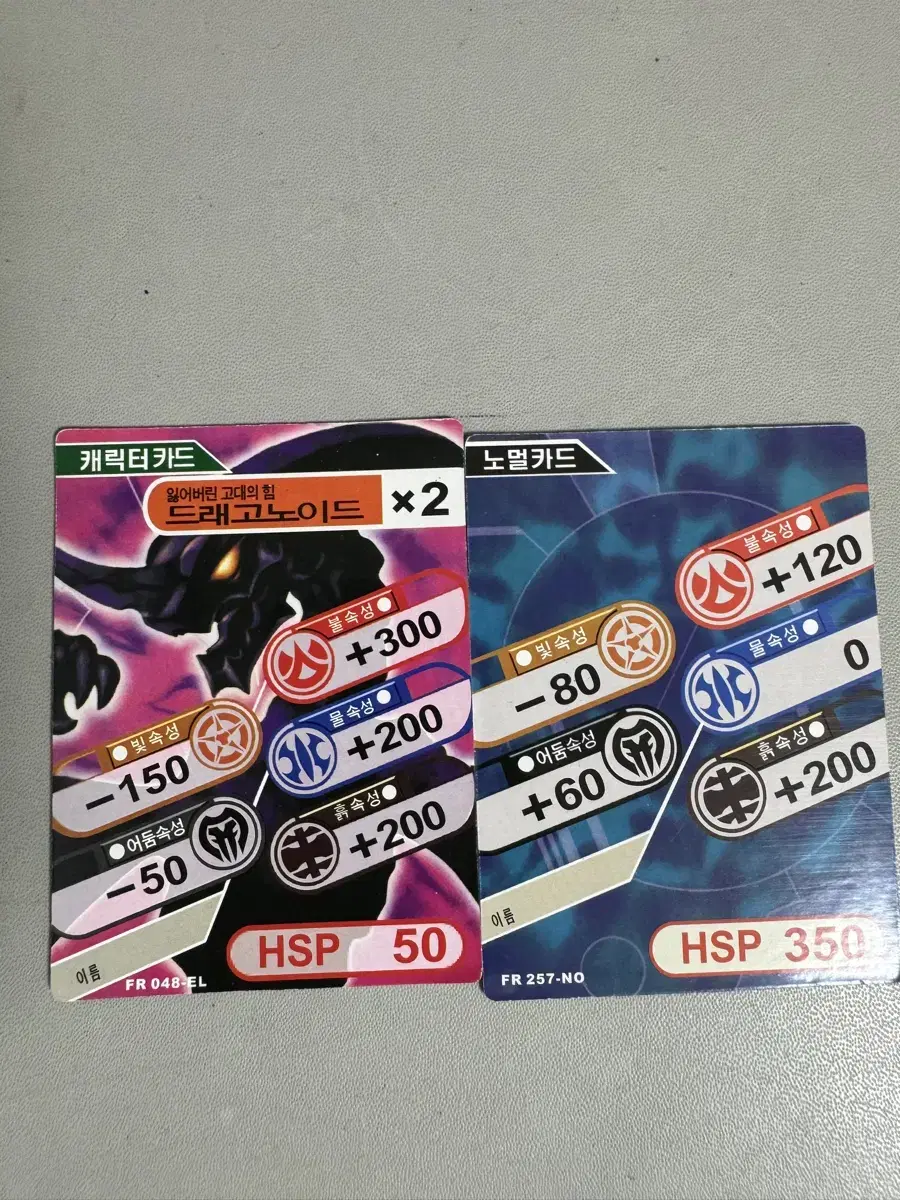 캐릭터카드
잃어버린 고대의 힘
드래고노이드
×2
불속성
+300
물속성
+200
빛속성
−150
흙속성
+200
어둠속성
−50
HSP 50
이름
FR 048-EL
노멀카드
불속성
+120
빛속성
−80
물속성
0
어둠속성
+60
흙속성
+200
이름
HSP 350
FR 257-NO